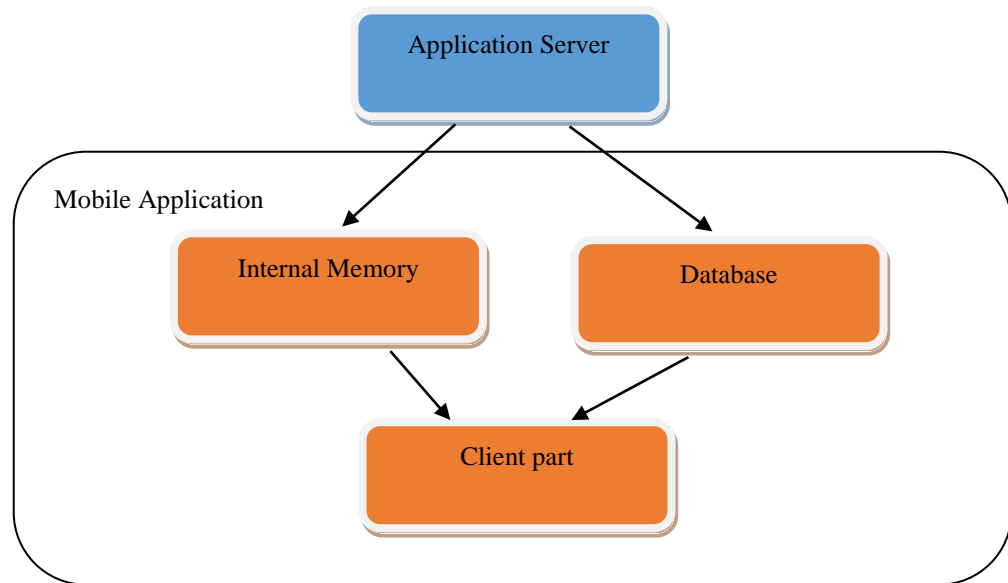 Application Server
Mobile Application
Internal Memory
Database
Client part